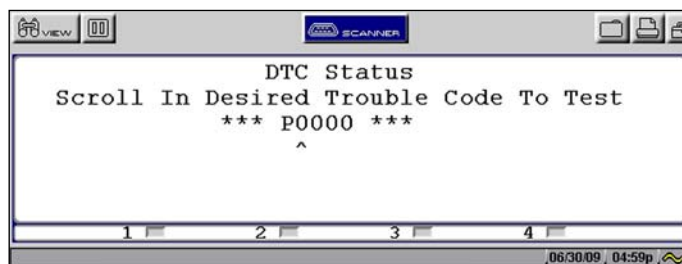 VIEW
SCANNER
DTC Status
Scroll In Desired Trouble Code To Test
*** P0000 ***
^
1 2 3 4
06/30/09 04:59p